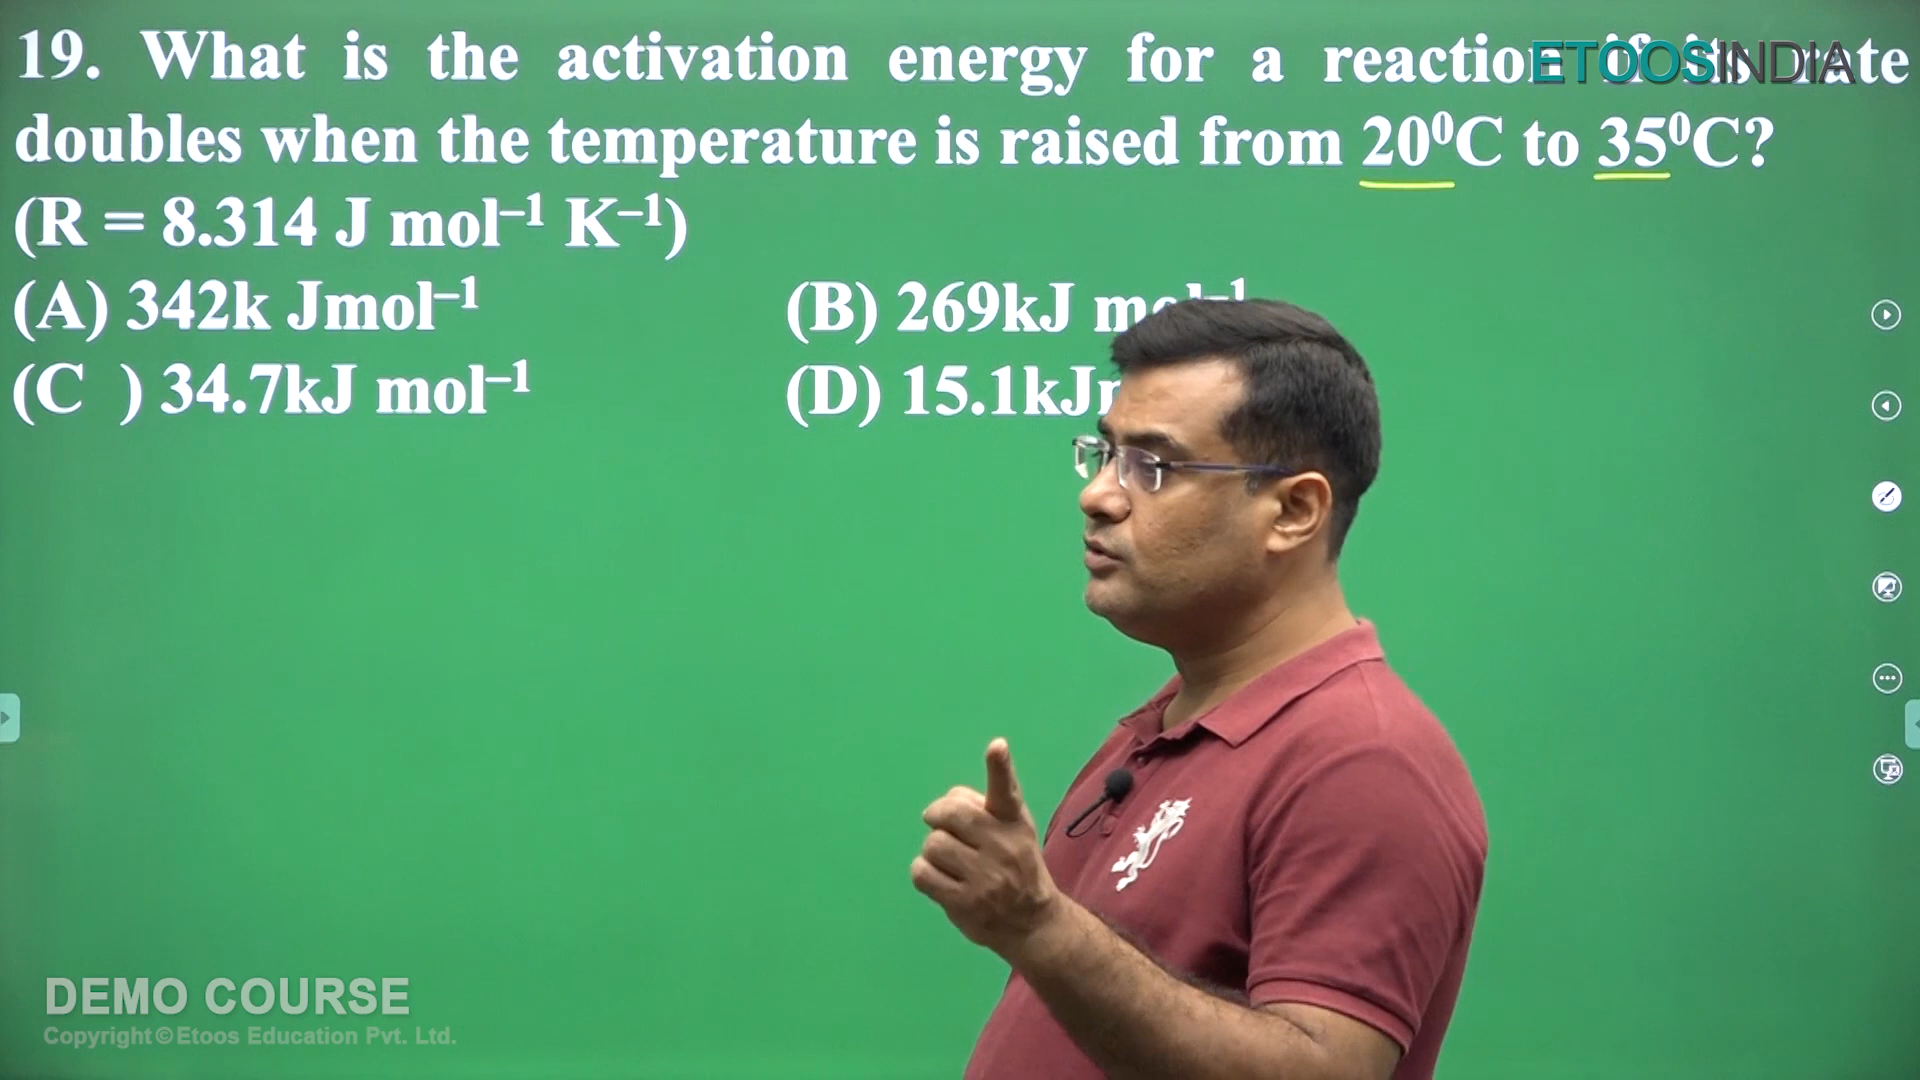 19. What is the activation energy for a reaction if its rate
ETOOSINDIA
doubles when the temperature is raised from 20⁰C to 35⁰C?
(R = 8.314 J mol⁻¹ K⁻¹)
(A) 342k Jmol⁻¹ (B) 269kJ mol⁻¹
(C ) 34.7kJ mol⁻¹ (D) 15.1kJ
DEMO COURSE
Copyright © Etoos Education Pvt. Ltd.